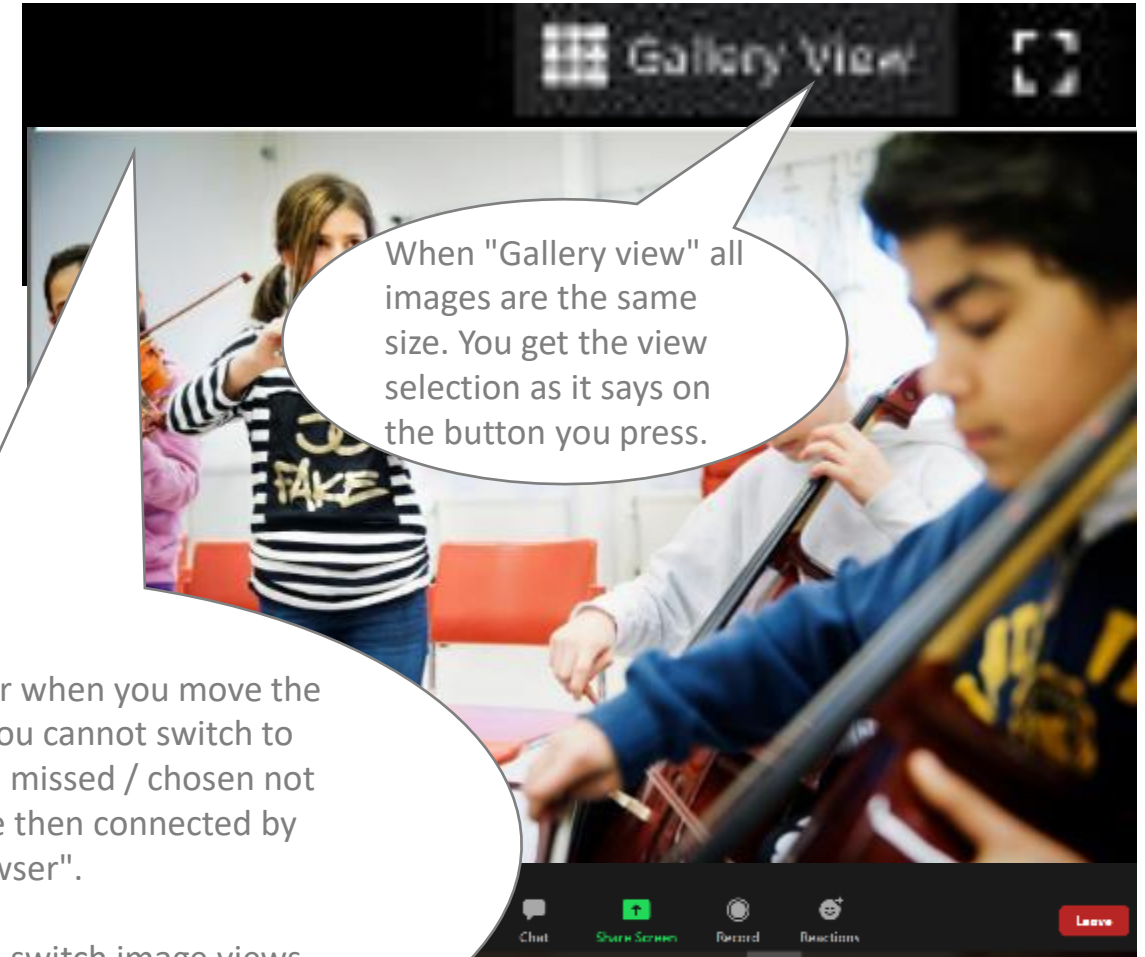 Gallery View
When "Gallery view" all
images are the same
size. You get the view
selection as it says on
the button you press.
FAKE
r when you move the
ou cannot switch to
missed / chosen not
e then connected by
wser".
switch image views
Chat
Share Screen
Record
Reactions
Leave